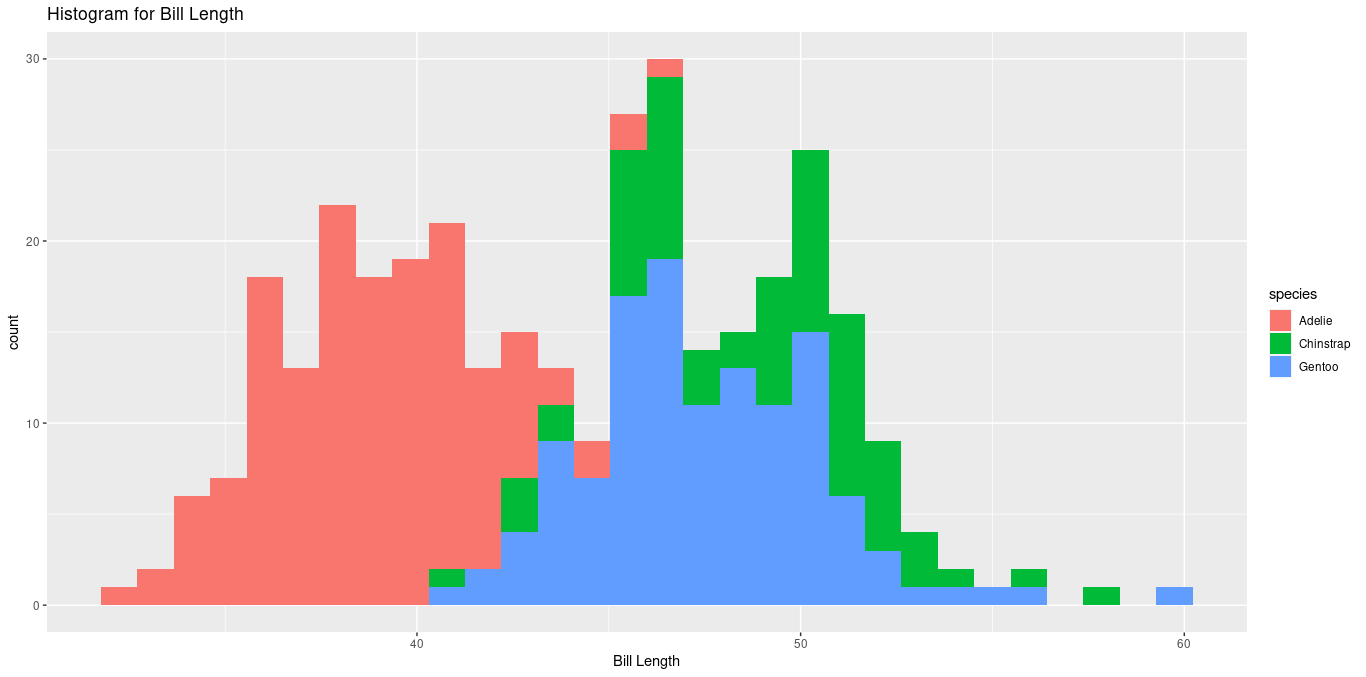 Histogram for Bill Length
30
20
10
0
count
40
50
60
Bill Length
species
Adelie
Chinstrap
Gentoo